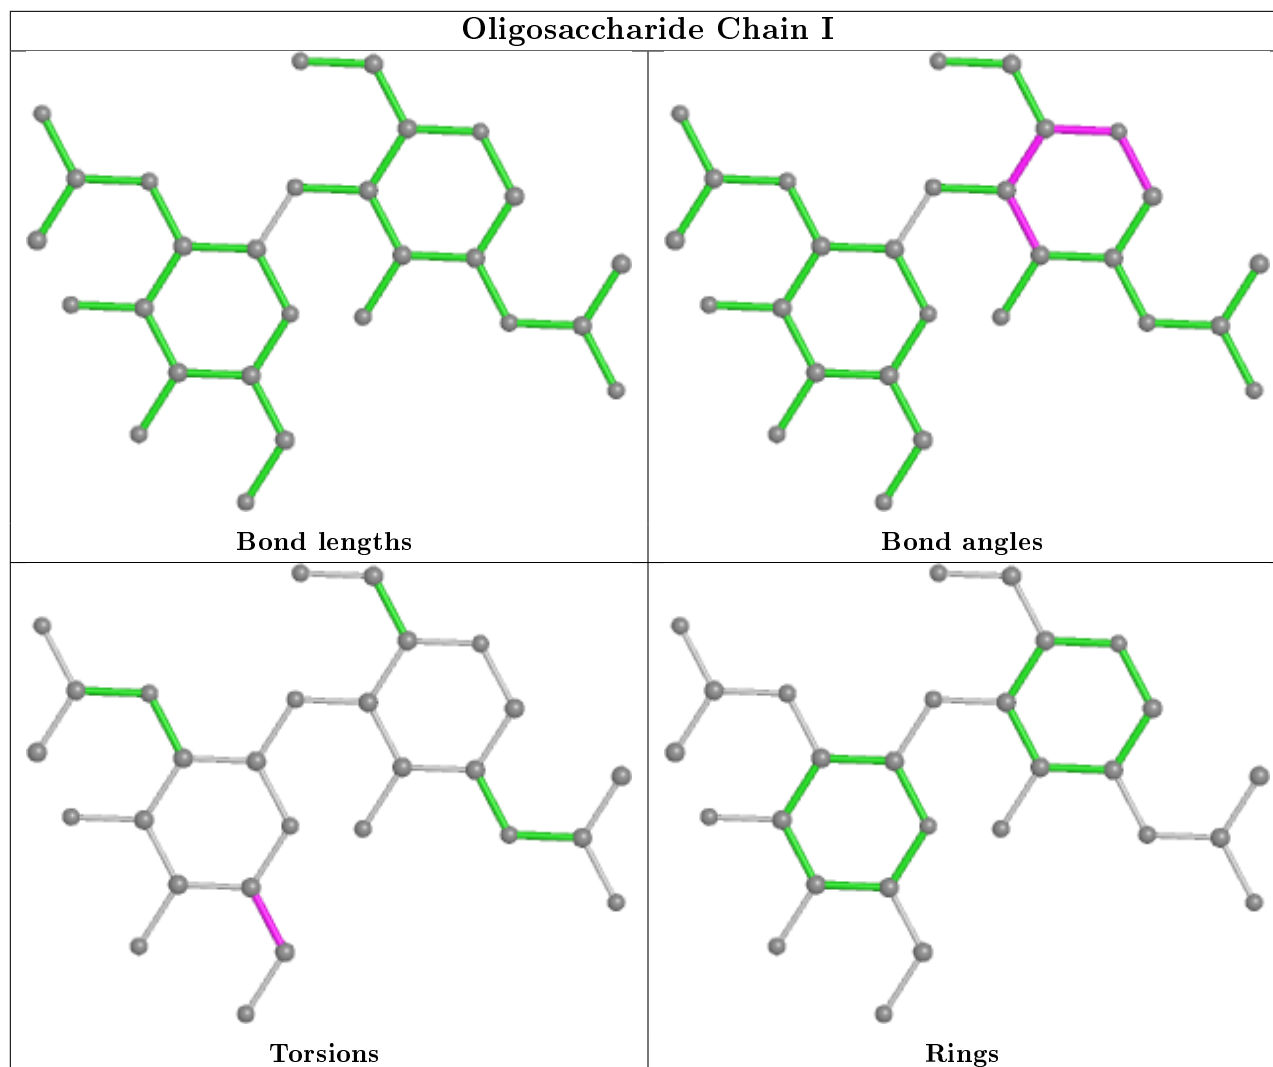 Oligosaccharide Chain I
Bond lengths
Bond angles
Torsions
Rings